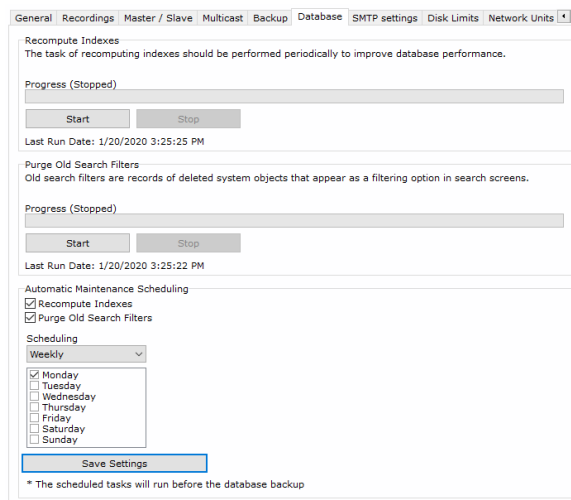 General Recordings Master / Slave Multicast Backup Database SMTP settings Disk Limits Network Units
Recompute Indexes
The task of recomputing indexes should be performed periodically to improve database performance.
Progress (Stopped)
Start Stop
Last Run Date: 1/20/2020 3:25:25 PM
Purge Old Search Filters
Old search filters are records of deleted system objects that appear as a filtering option in search screens.
Progress (Stopped)
Start Stop
Last Run Date: 1/20/2020 3:25:22 PM
Automatic Maintenance Scheduling
Recompute Indexes
Purge Old Search Filters
Scheduling
Weekly
Monday
Tuesday
Wednesday
Thursday
Friday
Saturday
Sunday
Save Settings
* The scheduled tasks will run before the database backup